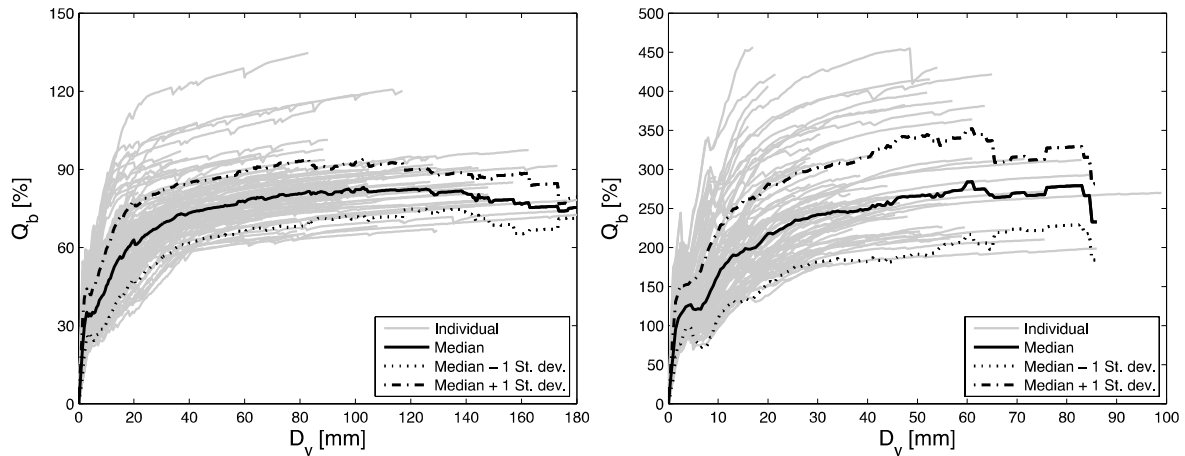 150
120
90
60
30
0
Q_b [%]
0 20 40 60 80 100 120 140 160 180
D_v [mm]
Individual
Median
Median − 1 St. dev.
Median + 1 St. dev.
500
450
400
350
300
250
200
150
100
50
0
Q_b [%]
0 10 20 30 40 50 60 70 80 90 100
D_v [mm]
Individual
Median
Median − 1 St. dev.
Median + 1 St. dev.